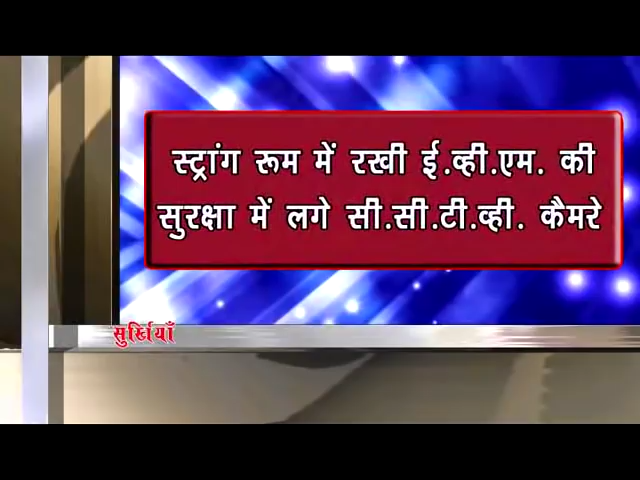 स्ट्रांग रूम में रखी ई.व्ही.एम. की
सुरक्षा में लगे सी.सी.टी.व्ही. कैमरे
सुर्खियाँ